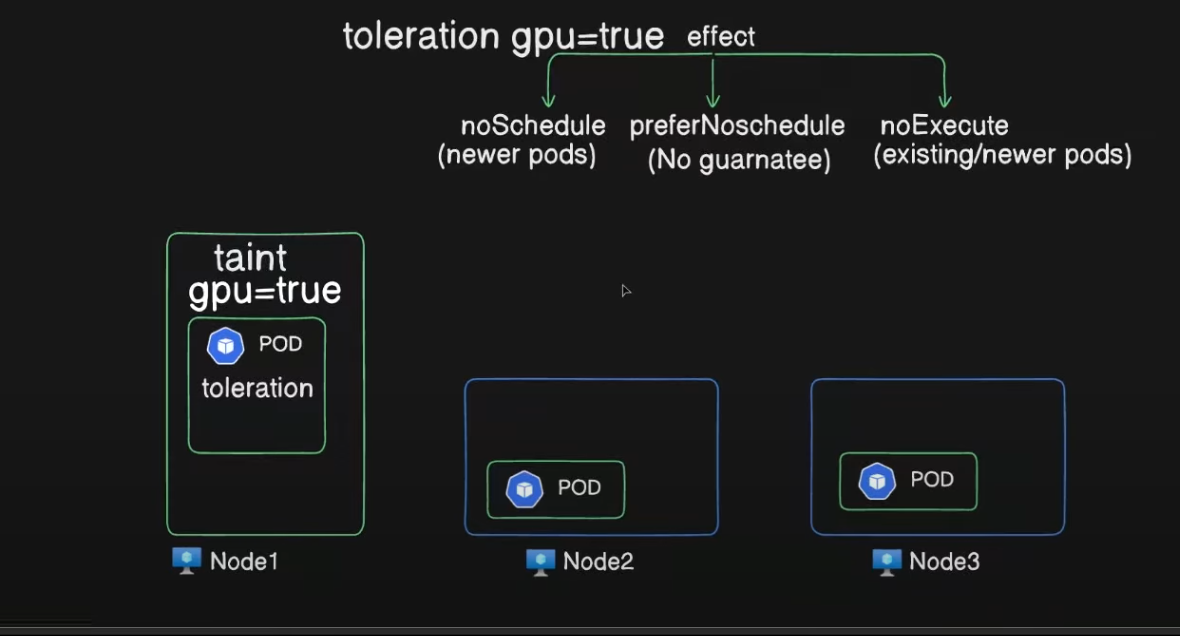 toleration gpu=true effect
noSchedule preferNoschedule noExecute
(newer pods) (No guarnatee) (existing/newer pods)
taint
gpu=true
POD
toleration
POD
POD
Node1
Node2
Node3